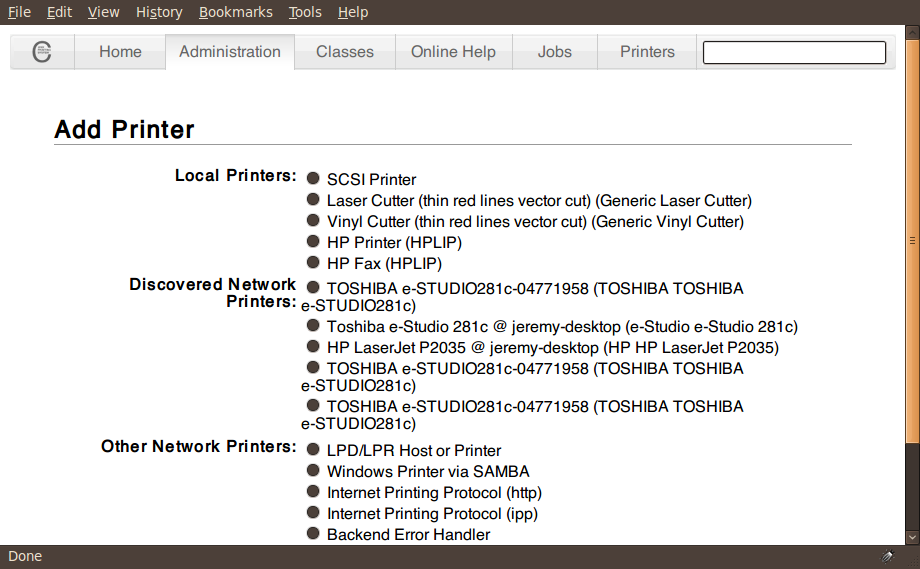 File Edit View History Bookmarks Tools Help
Home Administration Classes Online Help Jobs Printers
Add Printer
Local Printers:
SCSI Printer
Laser Cutter (thin red lines vector cut) (Generic Laser Cutter)
Vinyl Cutter (thin red lines vector cut) (Generic Vinyl Cutter)
HP Printer (HPLIP)
HP Fax (HPLIP)
Discovered Network
Printers:
TOSHIBA e-STUDIO281c-04771958 (TOSHIBA TOSHIBA
e-STUDIO281c)
Toshiba e-Studio 281c @ jeremy-desktop (e-Studio e-Studio 281c)
HP LaserJet P2035 @ jeremy-desktop (HP HP LaserJet P2035)
TOSHIBA e-STUDIO281c-04771958 (TOSHIBA TOSHIBA
e-STUDIO281c)
TOSHIBA e-STUDIO281c-04771958 (TOSHIBA TOSHIBA
e-STUDIO281c)
Other Network Printers:
LPD/LPR Host or Printer
Windows Printer via SAMBA
Internet Printing Protocol (http)
Internet Printing Protocol (ipp)
Backend Error Handler
Done